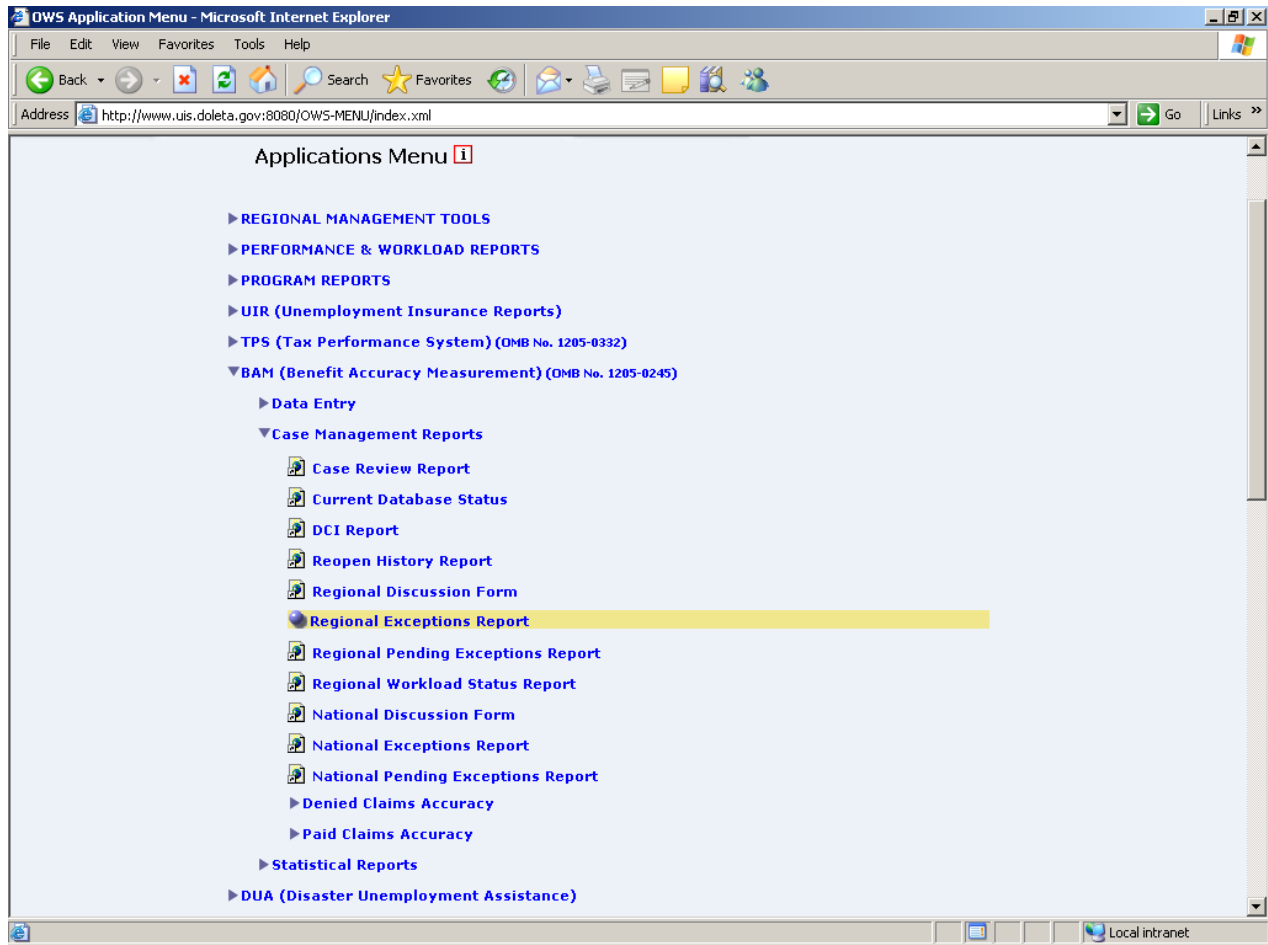 OWS Application Menu - Microsoft Internet Explorer
File Edit View Favorites Tools Help
Back Search Favorites
Address http://www.uis.doleta.gov:8080/OWS-MENU/index.xml Go Links »
Applications Menu i
REGIONAL MANAGEMENT TOOLS
PERFORMANCE & WORKLOAD REPORTS
PROGRAM REPORTS
UIR (Unemployment Insurance Reports)
TPS (Tax Performance System) (OMB No. 1205-0332)
BAM (Benefit Accuracy Measurement) (OMB No. 1205-0245)
Data Entry
Case Management Reports
Case Review Report
Current Database Status
DCI Report
Reopen History Report
Regional Discussion Form
Regional Exceptions Report
Regional Pending Exceptions Report
Regional Workload Status Report
National Discussion Form
National Exceptions Report
National Pending Exceptions Report
Denied Claims Accuracy
Paid Claims Accuracy
Statistical Reports
DUA (Disaster Unemployment Assistance)
Local intranet